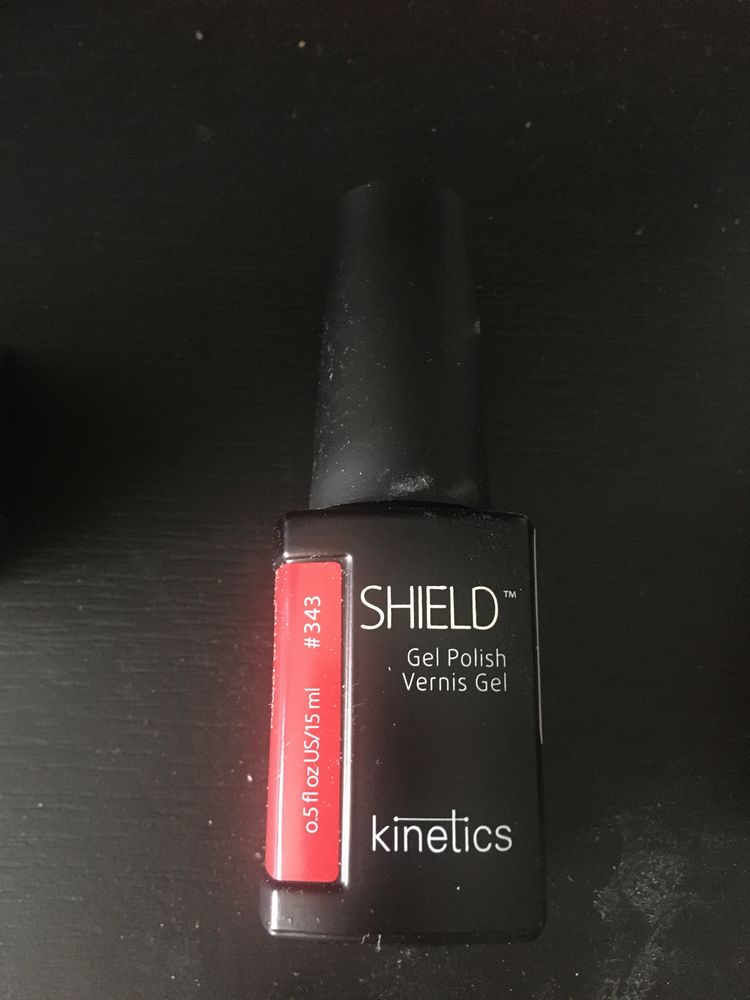 SHIELD™
Gel Polish
Vernis Gel
kinetics
0.5 fl oz US/15 ml # 343